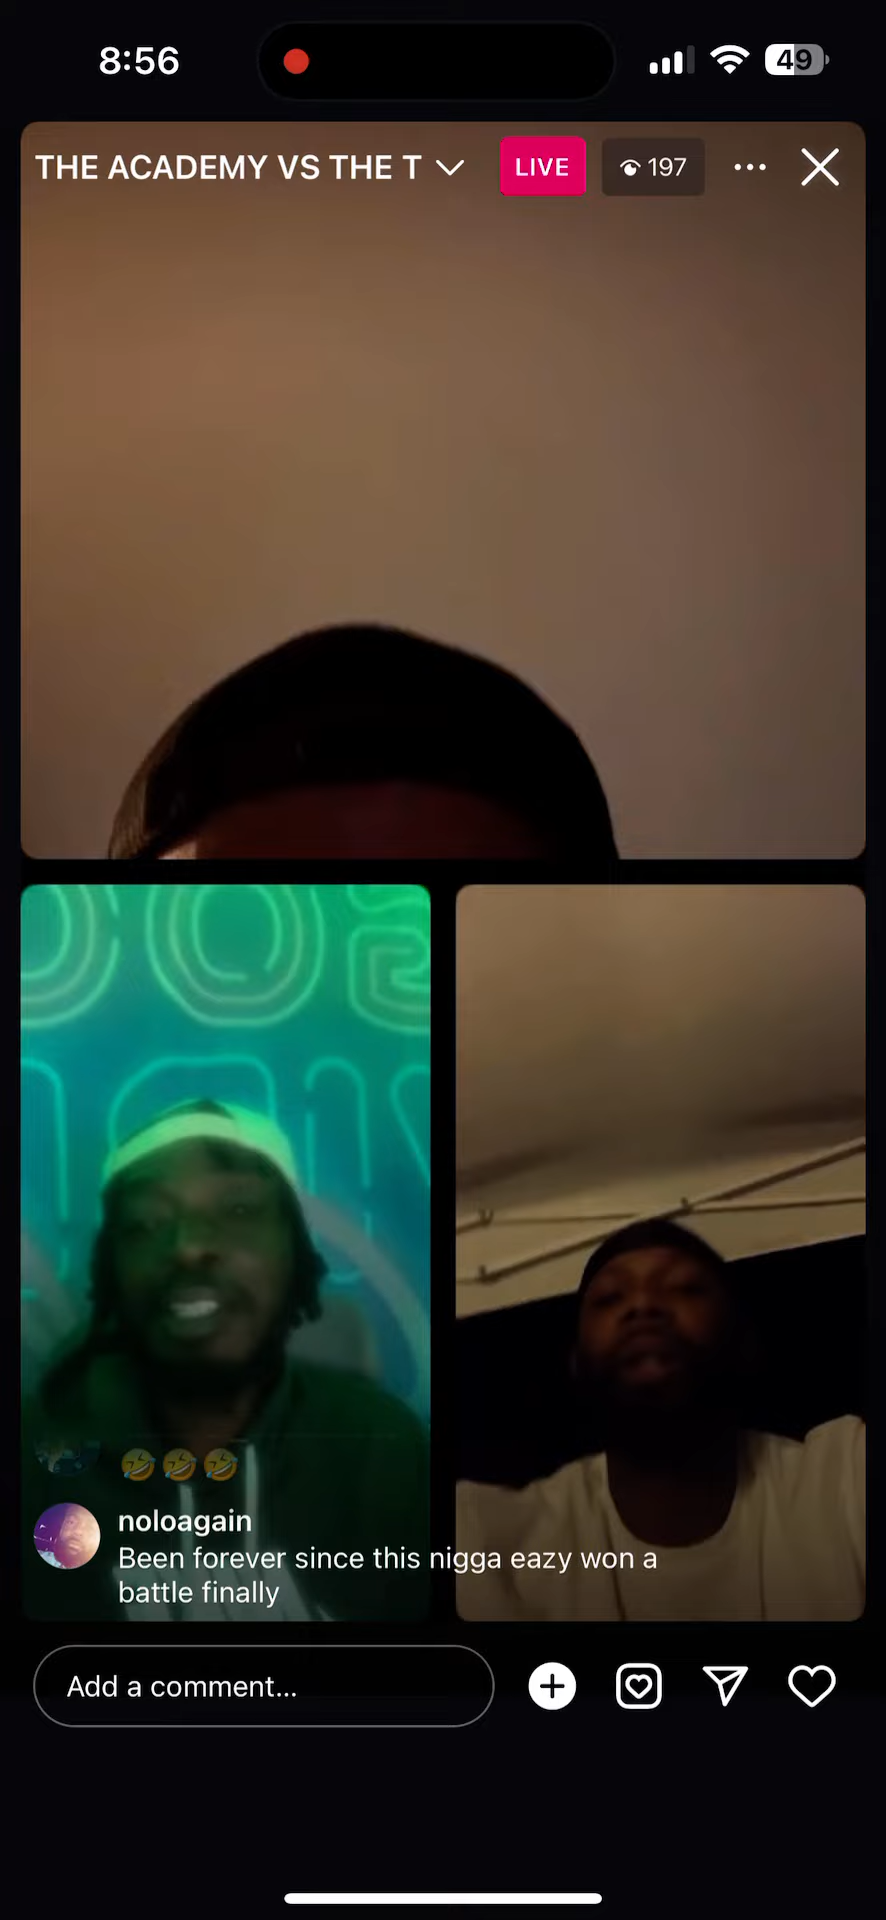 8:56
49
THE ACADEMY VS THE T
LIVE
197
🤣🤣🤣
noloagain
Been forever since this nigga eazy won a
battle finally
Add a comment...